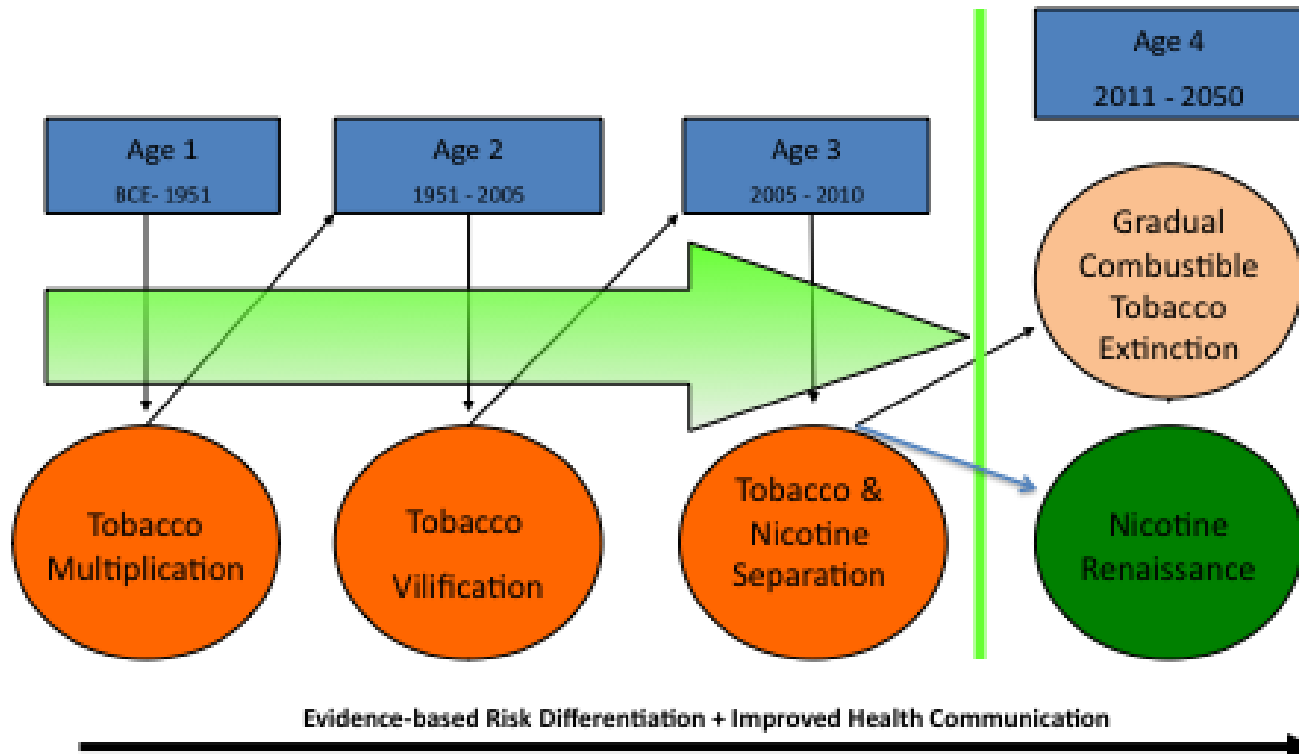 Age 1
BCE- 1951
Age 2
1951 - 2005
Age 3
2005 - 2010
Age 4
2011 - 2050
Tobacco
Multiplication
Tobacco
Vilification
Tobacco &
Nicotine
Separation
Gradual
Combustible
Tobacco
Extinction
Nicotine
Renaissance
Evidence-based Risk Differentiation + Improved Health Communication